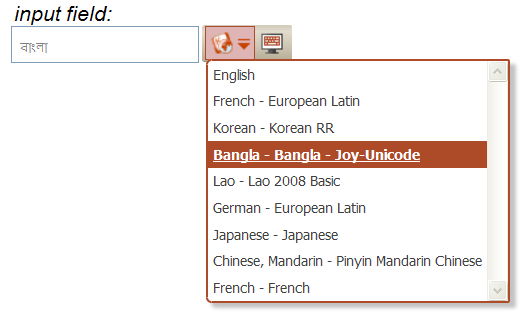 input field:
বাংলা
English
French - European Latin
Korean - Korean RR
Bangla - Bangla - Joy-Unicode
Lao - Lao 2008 Basic
German - European Latin
Japanese - Japanese
Chinese, Mandarin - Pinyin Mandarin Chinese
French - French